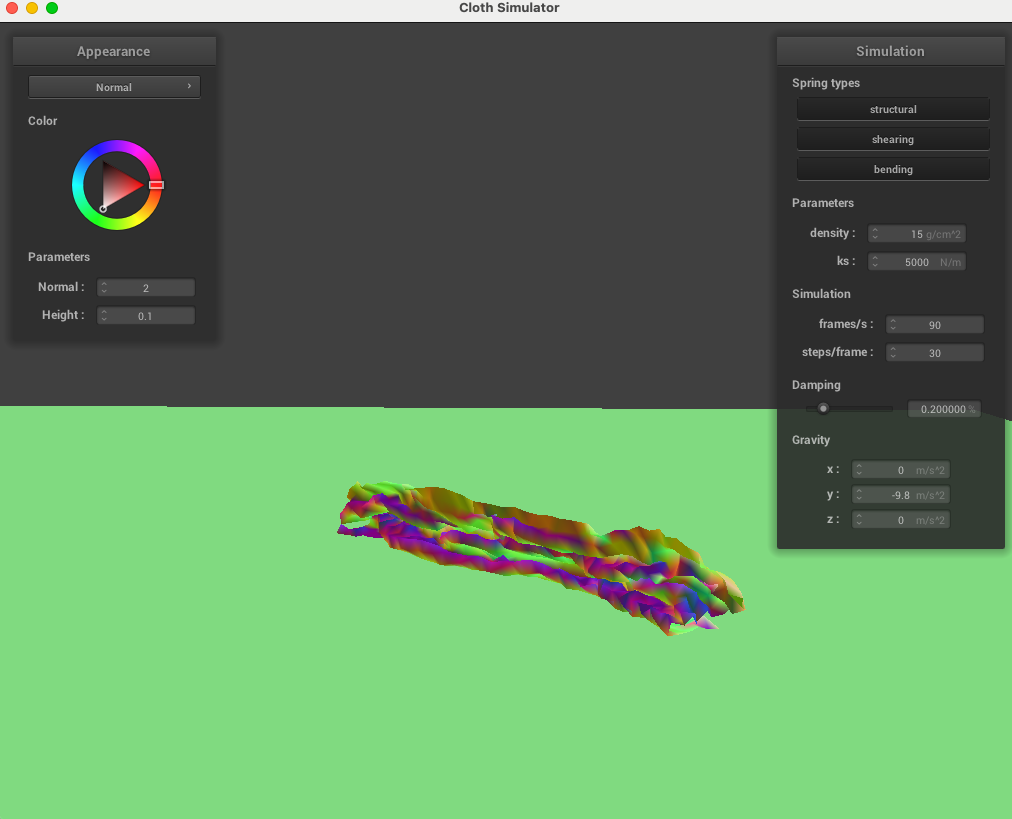 Cloth Simulator
Appearance
Normal
Color
Parameters
Normal : 2
Height : 0.1
Simulation
Spring types
structural
shearing
bending
Parameters
density : 15 g/cm^2
ks : 5000 N/m
Simulation
frames/s : 90
steps/frame : 30
Damping
0.200000 %
Gravity
x : 0 m/s^2
y : -9.8 m/s^2
z : 0 m/s^2